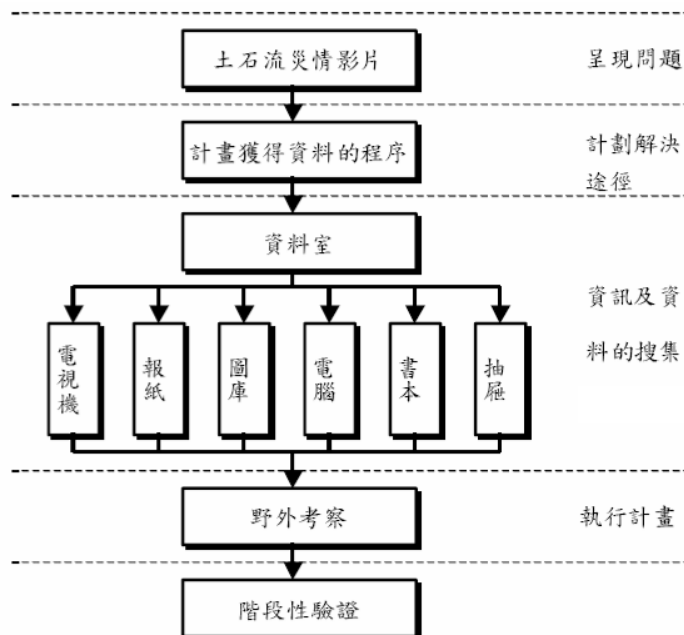 土石流災情影片
呈現問題
計畫獲得資料的程序
計劃解決
途徑
資料室
資訊及資
料的搜集
電視機
報紙
圖庫
電腦
書本
抽屜
野外考察
執行計畫
階段性驗證